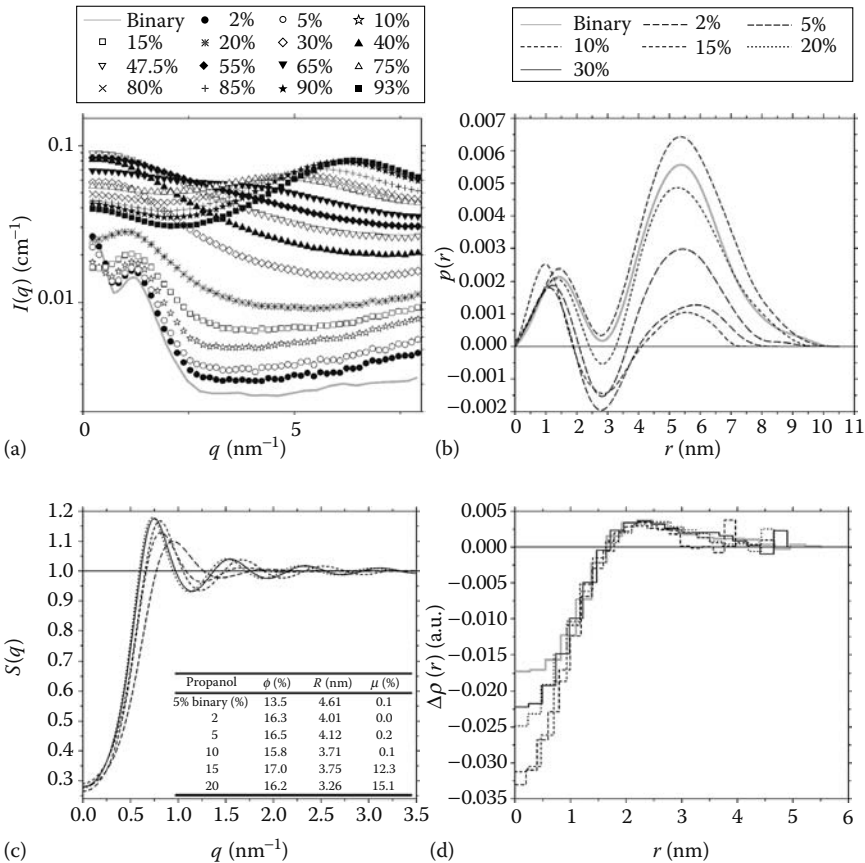 Binary 2% 5% 10%
15% 20% 30% 40%
47.5% 55% 65% 75%
80% 85% 90% 93%
Binary 2% 5%
10% 15% 20%
30%
0.1
0.01
I(q) (cm⁻¹)
0 5
(a) q (nm⁻¹)
0.007
0.006
0.005
0.004
0.003
0.002
0.001
0.000
−0.001
−0.002
p(r)
0 1 2 3 4 5 6 7 8 9 10 11
(b) r (nm)
1.2
1.1
1.0
0.9
0.8
0.7
0.6
0.5
0.4
0.3
S(q)
Propanol ϕ (%) R (nm) μ (%)
5% binary (%) 13.5 4.61 0.1
2 16.3 4.01 0.0
5 16.5 4.12 0.2
10 15.8 3.71 0.1
15 17.0 3.75 12.3
20 16.2 3.26 15.1
0.0 0.5 1.0 1.5 2.0 2.5 3.0 3.5
(c) q (nm⁻¹)
0.005
0.000
−0.005
−0.010
−0.015
−0.020
−0.025
−0.030
−0.035
Δρ (r) (a.u.)
0 1 2 3 4 5 6
(d) r (nm)